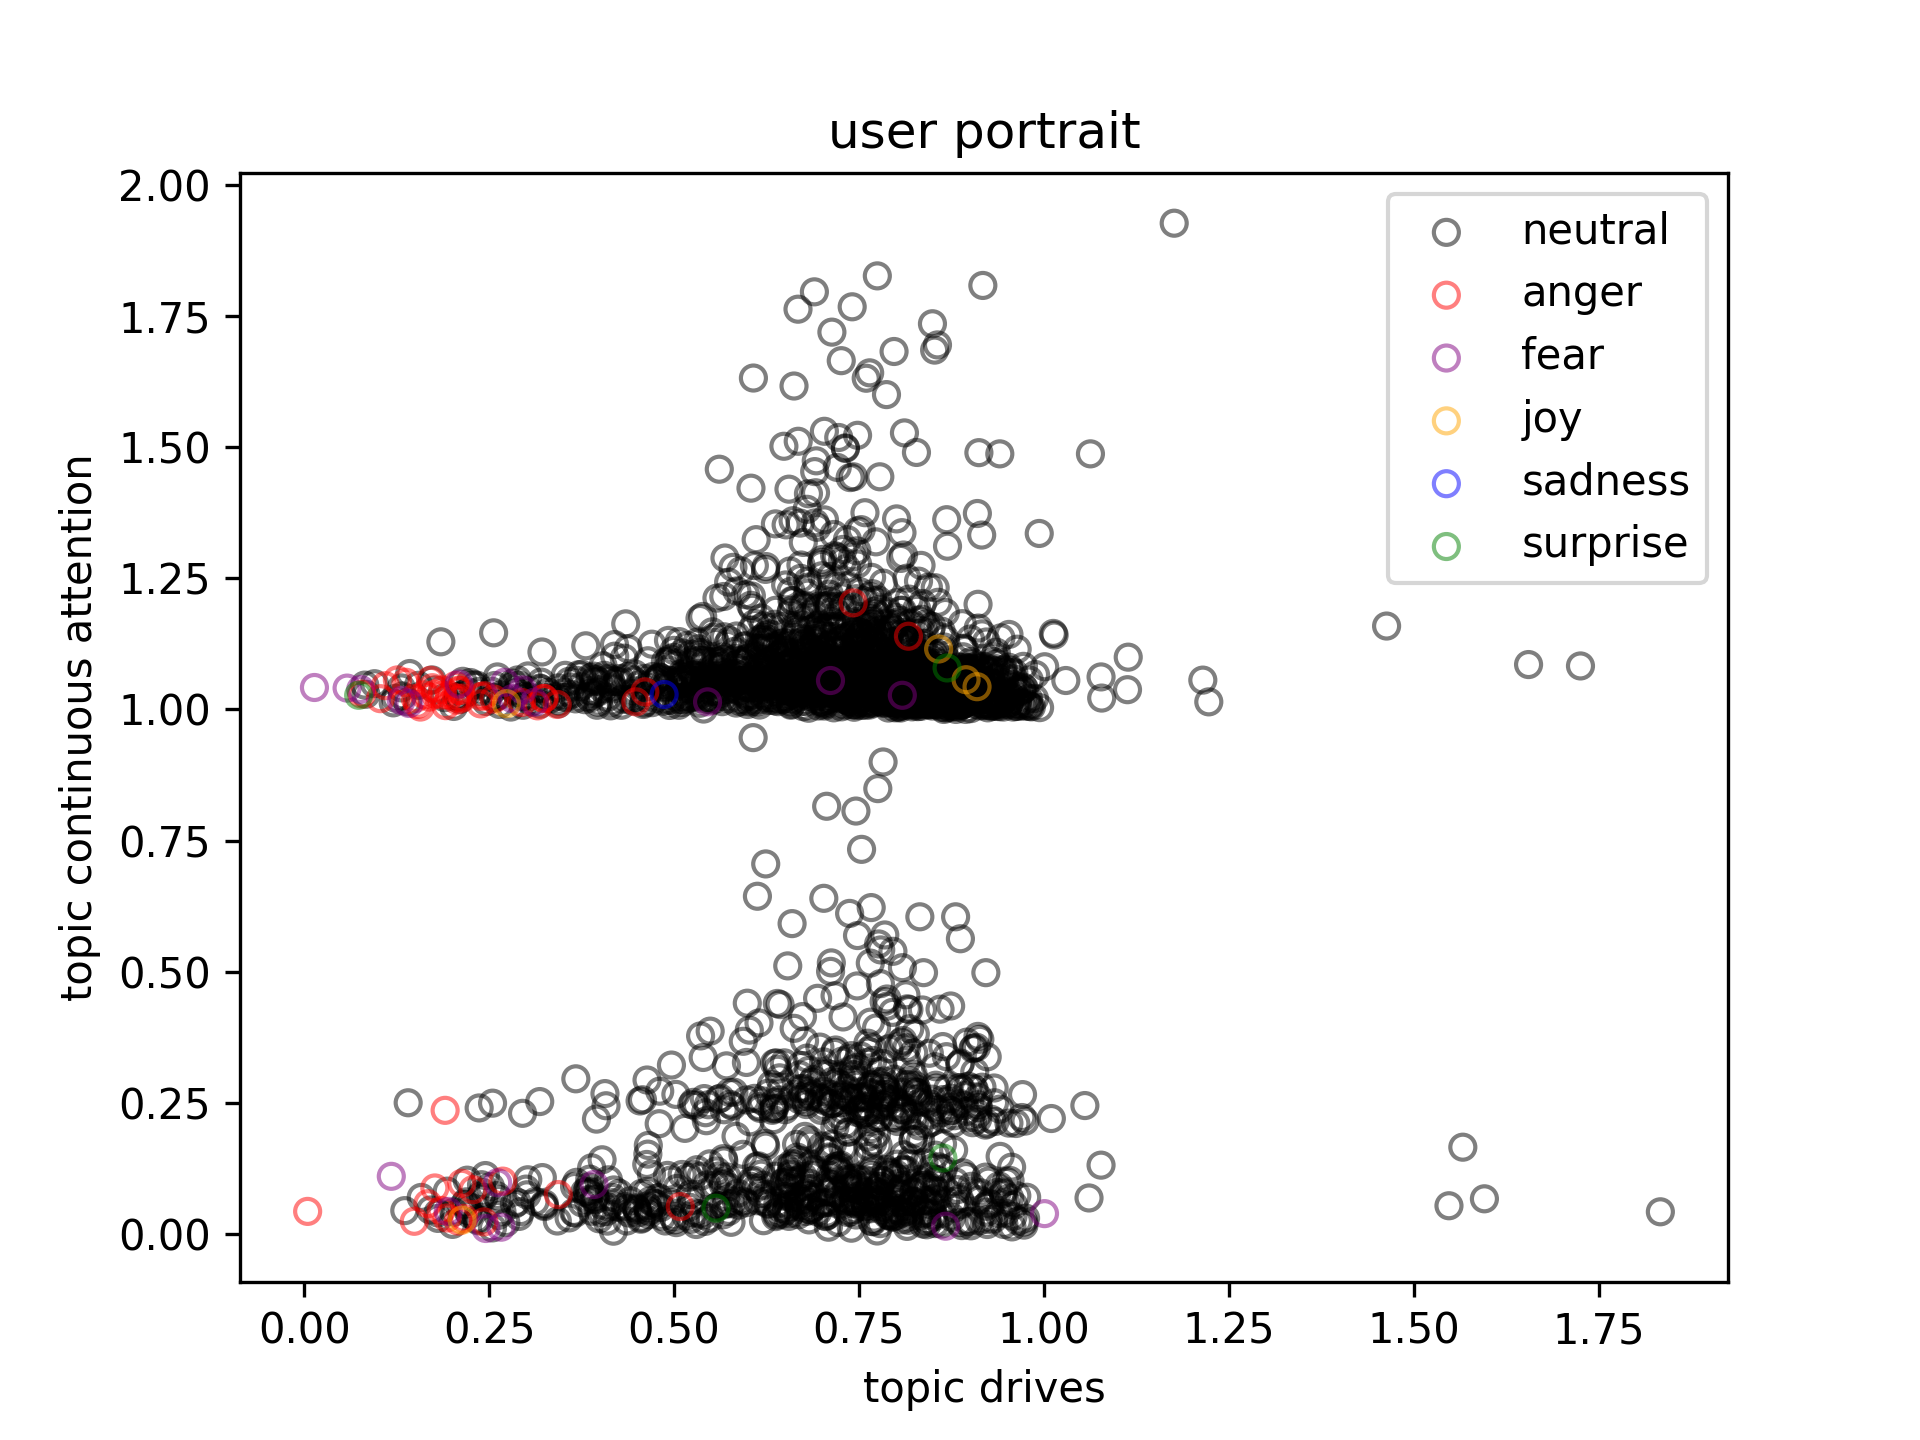 user portrait
2.00
1.75
1.50
1.25
1.00
0.75
0.50
0.25
0.00
topic continuous attention
neutral
anger
fear
joy
sadness
surprise
0.00 0.25 0.50 0.75 1.00 1.25 1.50 1.75
topic drives